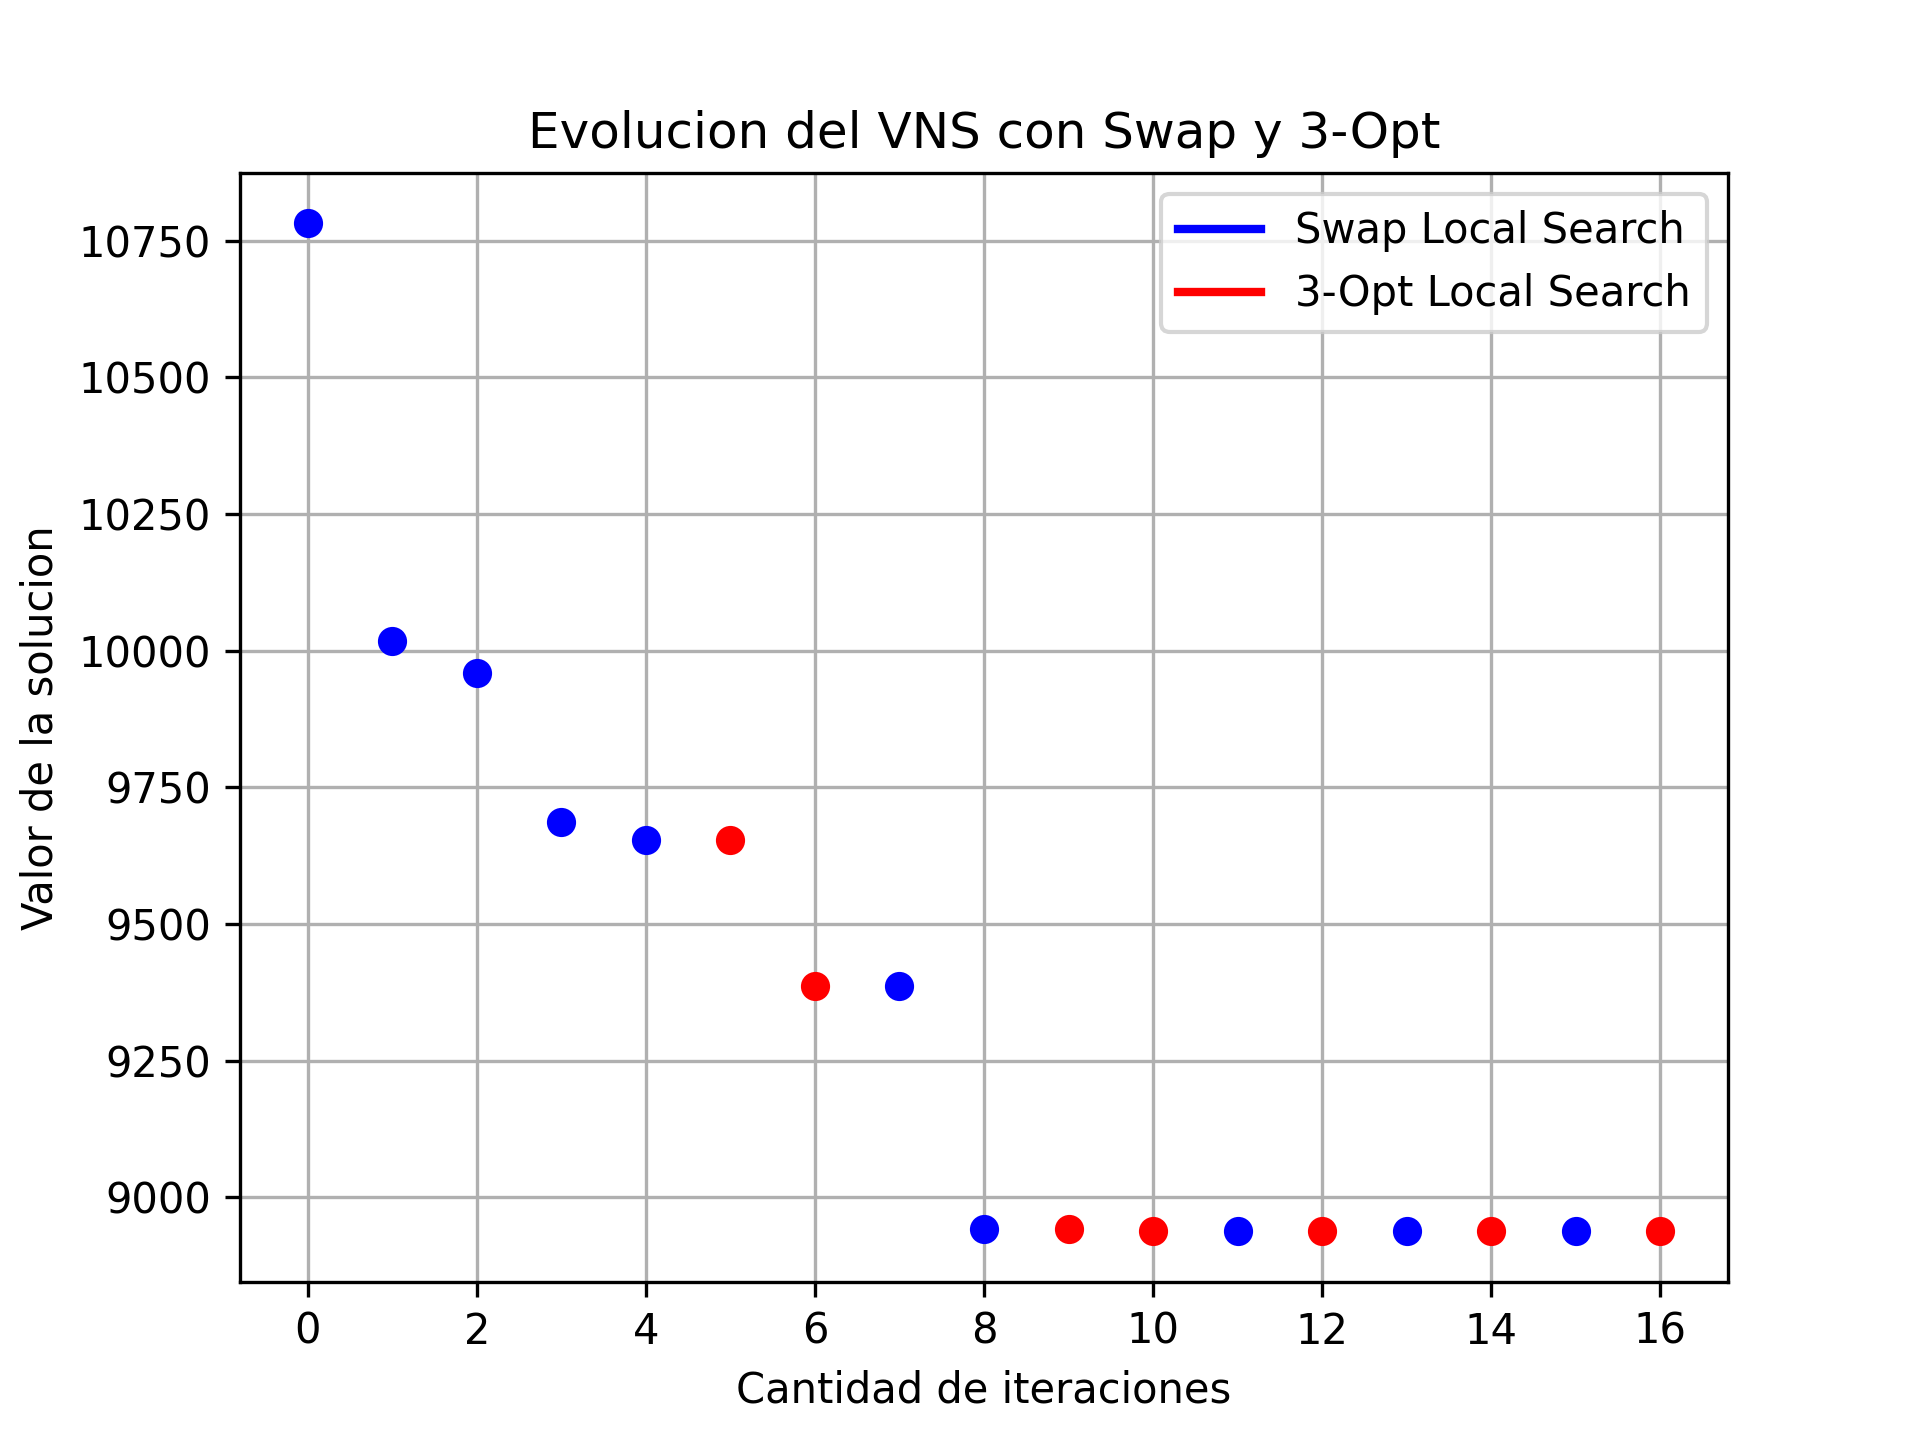 Evolucion del VNS con Swap y 3-Opt
Swap Local Search
3-Opt Local Search
Valor de la solucion
10750
10500
10250
10000
9750
9500
9250
9000
0 2 4 6 8 10 12 14 16
Cantidad de iteraciones